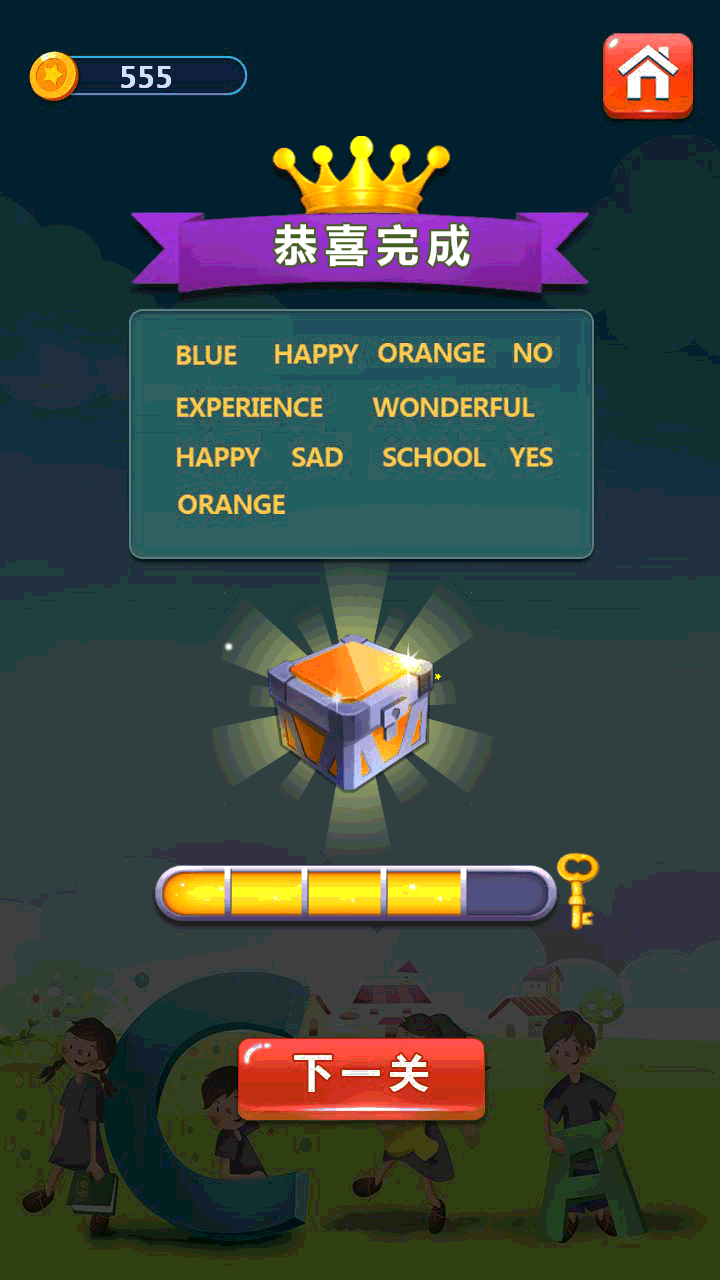 555
恭喜完成
BLUE HAPPY ORANGE NO
EXPERIENCE WONDERFUL
HAPPY SAD SCHOOL YES
ORANGE
下一关